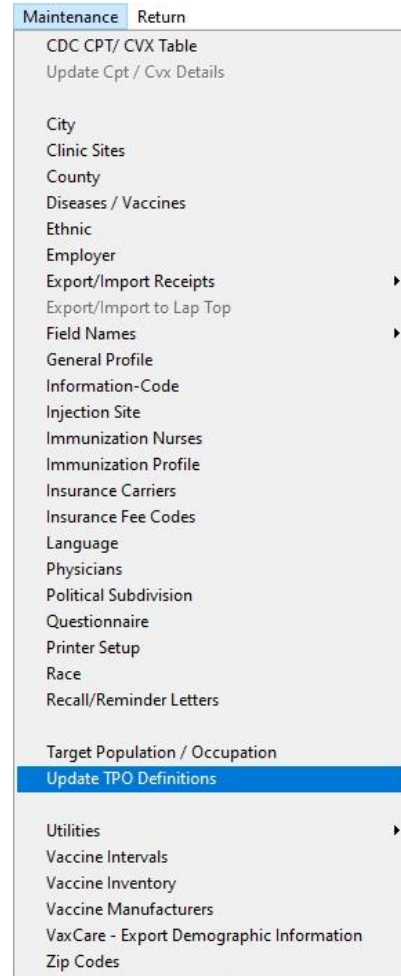 Maintenance Return
CDC CPT/ CVX Table
Update Cpt / Cvx Details
City
Clinic Sites
County
Diseases / Vaccines
Ethnic
Employer
Export/Import Receipts
Export/Import to Lap Top
Field Names
General Profile
Information-Code
Injection Site
Immunization Nurses
Immunization Profile
Insurance Carriers
Insurance Fee Codes
Language
Physicians
Political Subdivision
Questionnaire
Printer Setup
Race
Recall/Reminder Letters
Target Population / Occupation
Update TPO Definitions
Utilities
Vaccine Intervals
Vaccine Inventory
Vaccine Manufacturers
VaxCare - Export Demographic Information
Zip Codes